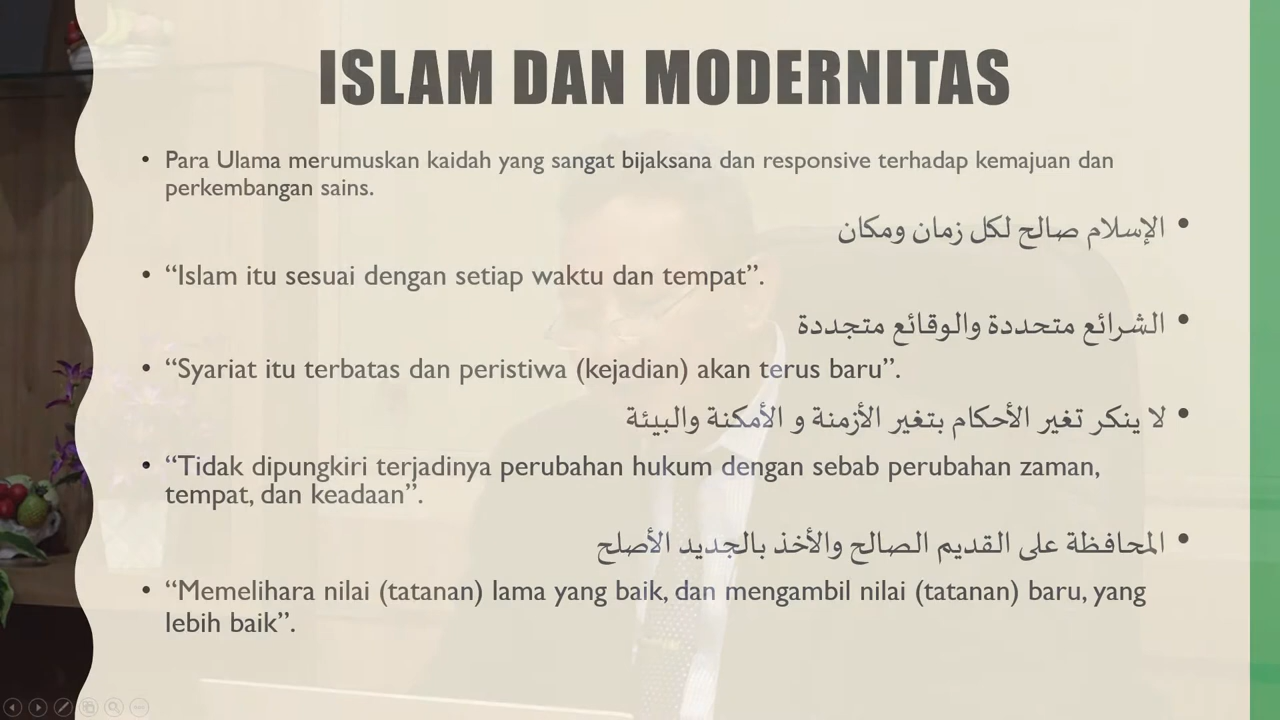 ISLAM DAN MODERNITAS
• Para Ulama merumuskan kaidah yang sangat bijaksana dan responsive terhadap kemajuan dan
perkembangan sains.
• الإسلام صالح لكل زمان ومكان
• “Islam itu sesuai dengan setiap waktu dan tempat”.
• الشرائع متحددة والوقائع متجددة
• “Syariat itu terbatas dan peristiwa (kejadian) akan terus baru”.
• لا ينكر تغير الأحكام بتغير الأزمنة و الأمكنة والبيئة
• “Tidak dipungkiri terjadinya perubahan hukum dengan sebab perubahan zaman,
tempat, dan keadaan”.
• المحافظة على القديم الصالح والأخذ بالجديد الأصلح
• “Memelihara nilai (tatanan) lama yang baik, dan mengambil nilai (tatanan) baru, yang
lebih baik”.